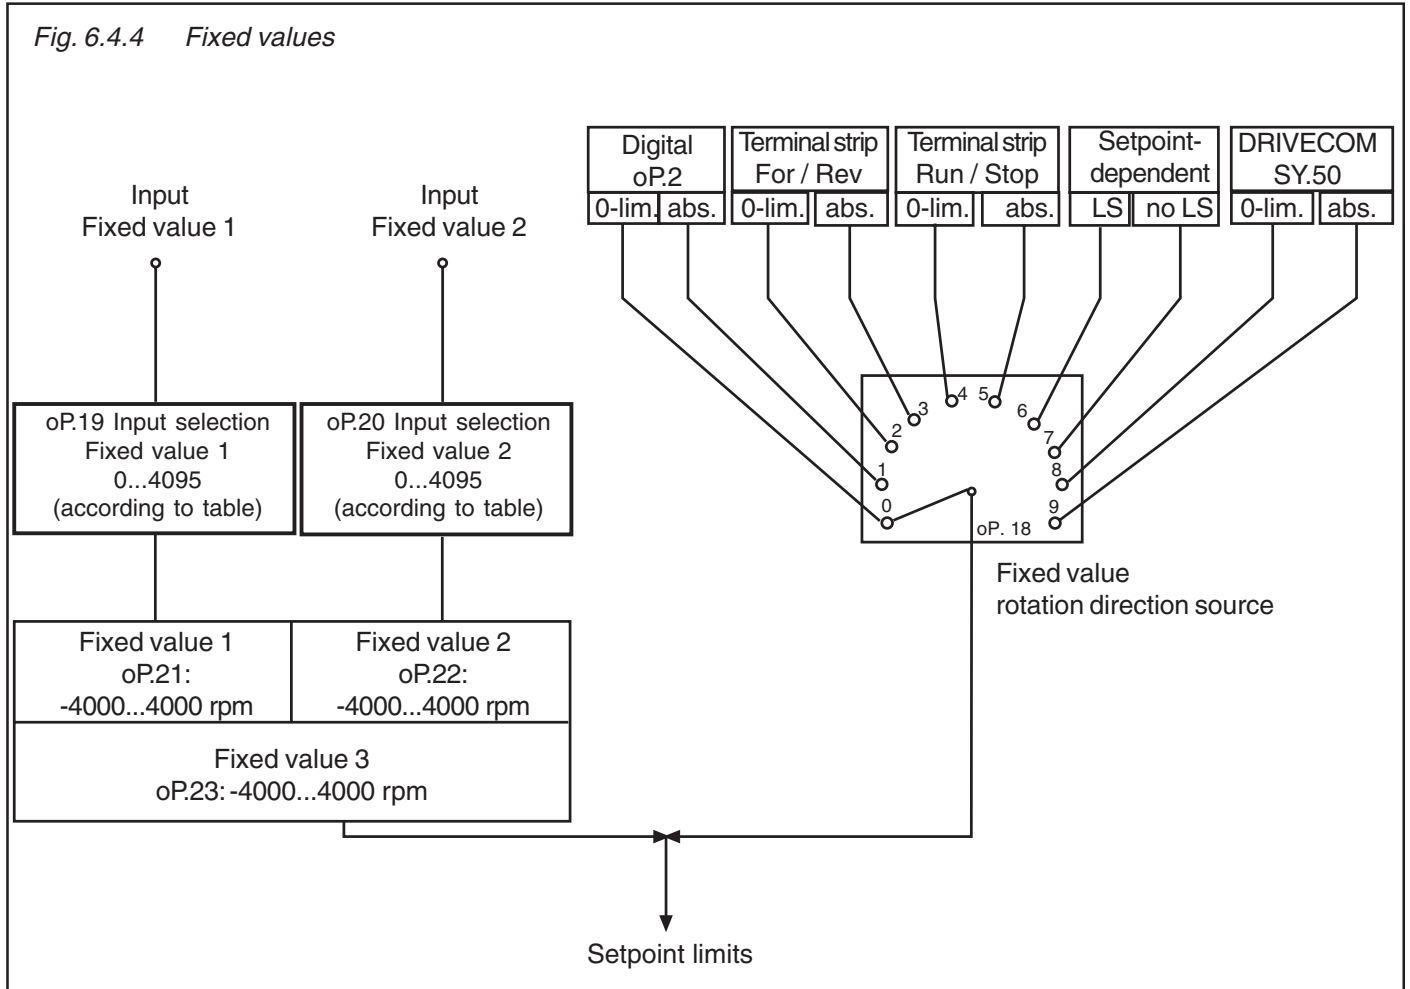 Fig. 6.4.4 Fixed values
Input
Fixed value 1
Input
Fixed value 2
Digital
oP.2
0-lim. abs.
Terminal strip
For / Rev
0-lim. abs.
Terminal strip
Run / Stop
0-lim. abs.
Setpoint-
dependent
LS no LS
DRIVECOM
SY.50
0-lim. abs.
oP.19 Input selection
Fixed value 1
0...4095
(according to table)
oP.20 Input selection
Fixed value 2
0...4095
(according to table)
0
1
2
3
4
5
6
7
8
9
oP. 18
Fixed value
rotation direction source
Fixed value 1
oP.21:
-4000...4000 rpm
Fixed value 2
oP.22:
-4000...4000 rpm
Fixed value 3
oP.23: -4000...4000 rpm
Setpoint limits